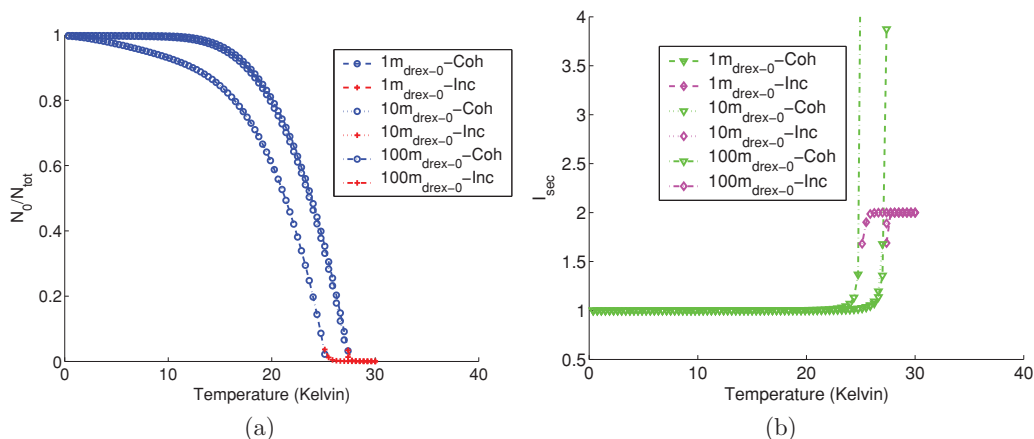 1
0.8
0.6
0.4
0.2
0
N0/Ntot
0 10 20 30 40
Temperature (Kelvin)
1mdrex−0−Coh
1mdrex−0−Inc
10mdrex−0−Coh
10mdrex−0−Inc
100mdrex−0−Coh
100mdrex−0−Inc
(a)
4
3.5
3
2.5
2
1.5
1
0.5
Isec
0 10 20 30 40
Temperature (Kelvin)
1mdrex−0−Coh
1mdrex−0−Inc
10mdrex−0−Coh
10mdrex−0−Inc
100mdrex−0−Coh
100mdrex−0−Inc
(b)